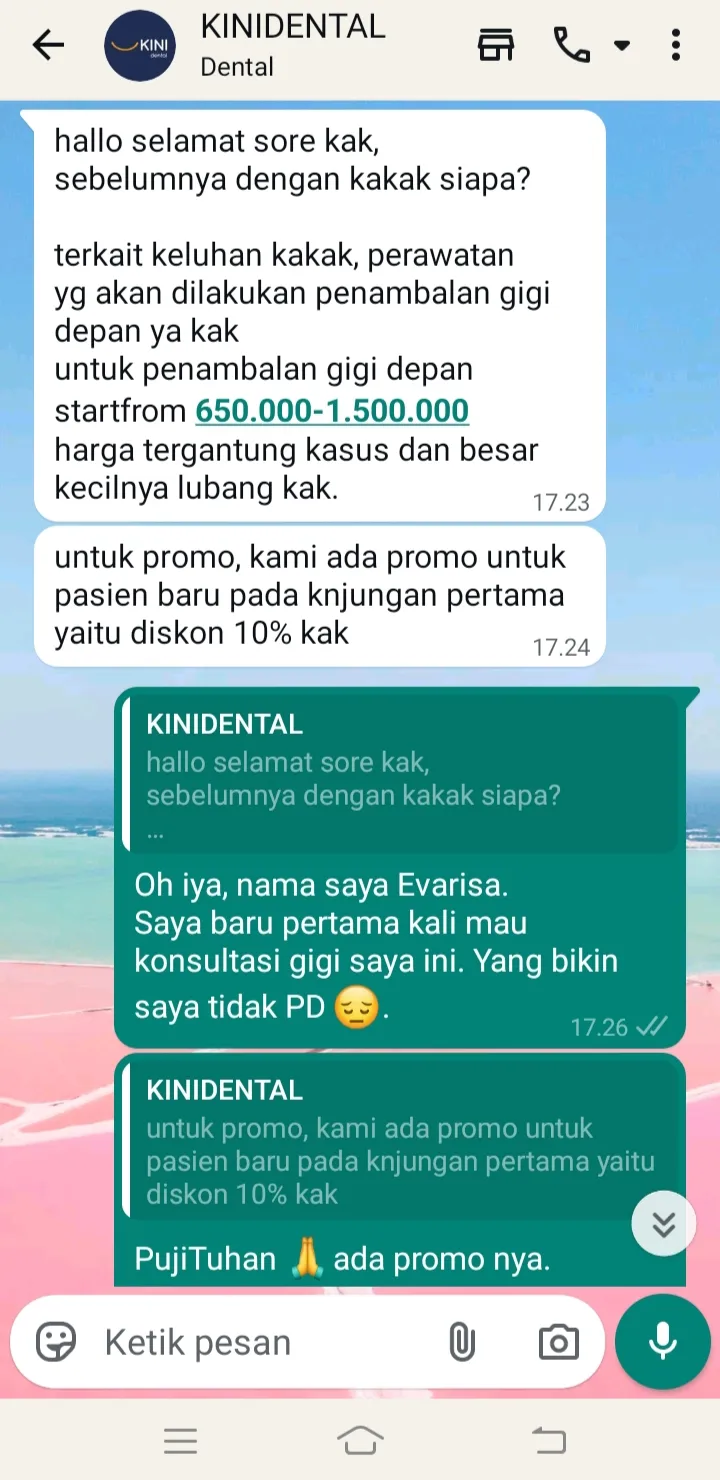 KINI
dental
KINIDENTAL
Dental
hallo selamat sore kak,
sebelumnya dengan kakak siapa?
terkait keluhan kakak, perawatan
yg akan dilakukan penambalan gigi
depan ya kak
untuk penambalan gigi depan
startfrom 650.000-1.500.000
harga tergantung kasus dan besar
kecilnya lubang kak.
17.23
untuk promo, kami ada promo untuk
pasien baru pada knjungan pertama
yaitu diskon 10% kak
17.24
KINIDENTAL
hallo selamat sore kak,
sebelumnya dengan kakak siapa?
...
Oh iya, nama saya Evarisa.
Saya baru pertama kali mau
konsultasi gigi saya ini. Yang bikin
saya tidak PD 😔.
17.26
KINIDENTAL
untuk promo, kami ada promo untuk
pasien baru pada knjungan pertama yaitu
diskon 10% kak
PujiTuhan 🙏 ada promo nya.
Ketik pesan